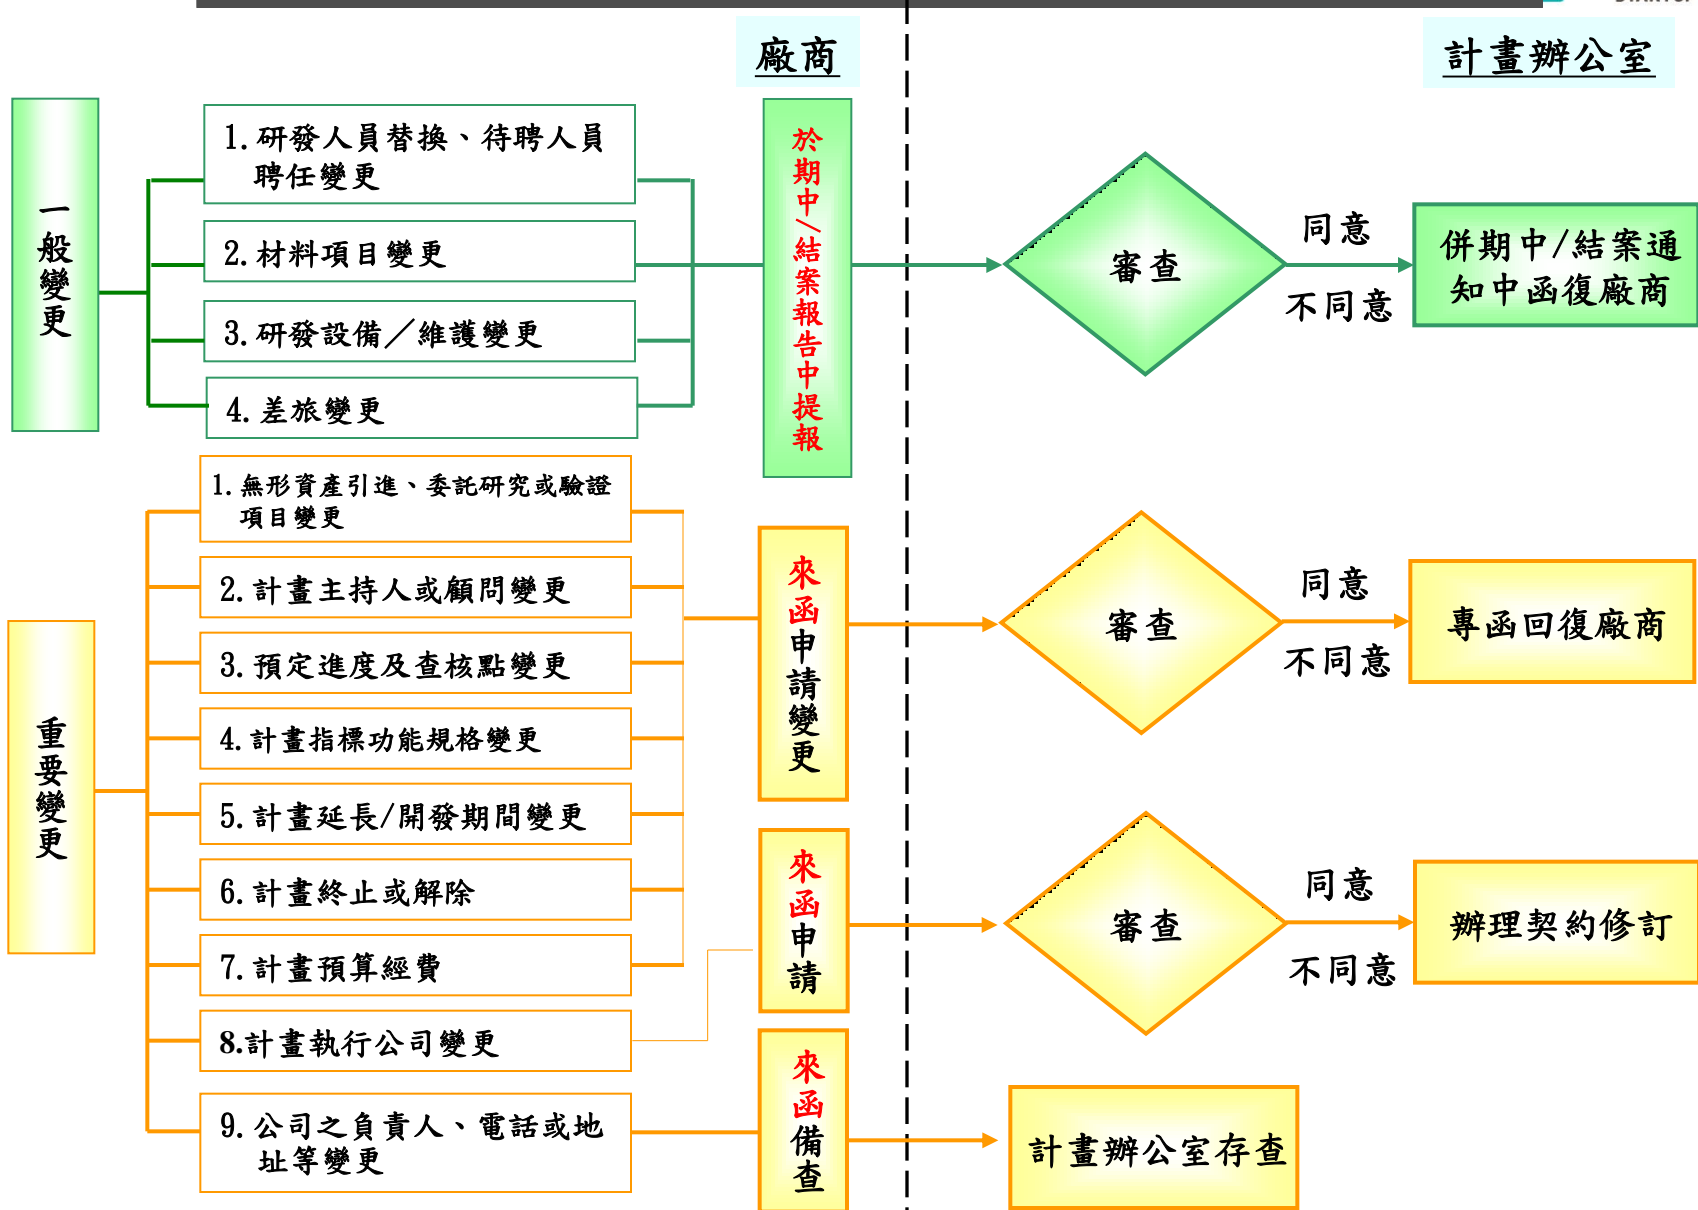 廠商
計畫辦公室
一般變更
1.研發人員替換、待聘人員
聘任變更
2.材料項目變更
3.研發設備／維護變更
4.差旅變更
於期中/結案報告中提報
審查
同意
不同意
併期中/結案通
知中函復廠商
重要變更
1.無形資產引進、委託研究或驗證
項目變更
2.計畫主持人或顧問變更
3.預定進度及查核點變更
4.計畫指標功能規格變更
5.計畫延長/開發期間變更
6.計畫終止或解除
7.計畫預算經費
8.計畫執行公司變更
9.公司之負責人、電話或地
址等變更
來函申請變更
審查
同意
不同意
專函回復廠商
來函申請
審查
同意
不同意
辦理契約修訂
來函備查
計畫辦公室存查